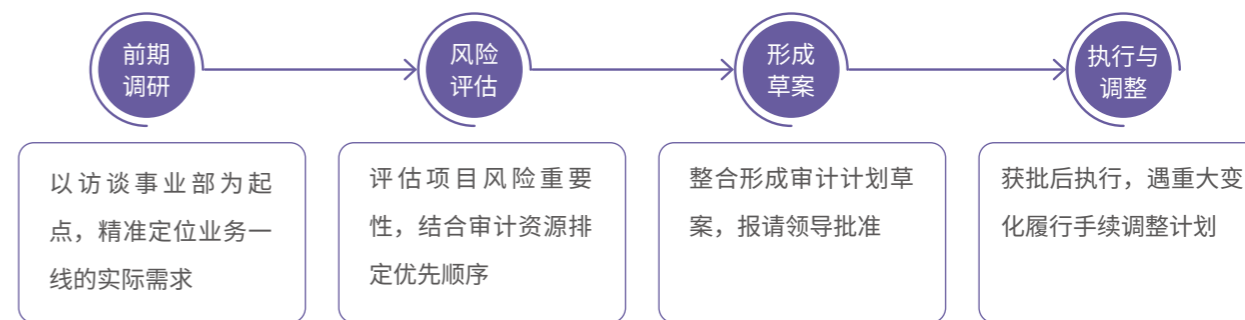 前期
调研
风险
评估
形成
草案
执行与
调整
以访谈事业部为起
点，精准定位业务一
线的实际需求
评估项目风险重要
性，结合审计资源排
定优先顺序
整合形成审计计划草
案，报请领导批准
获批后执行，遇重大变
化履行手续调整计划